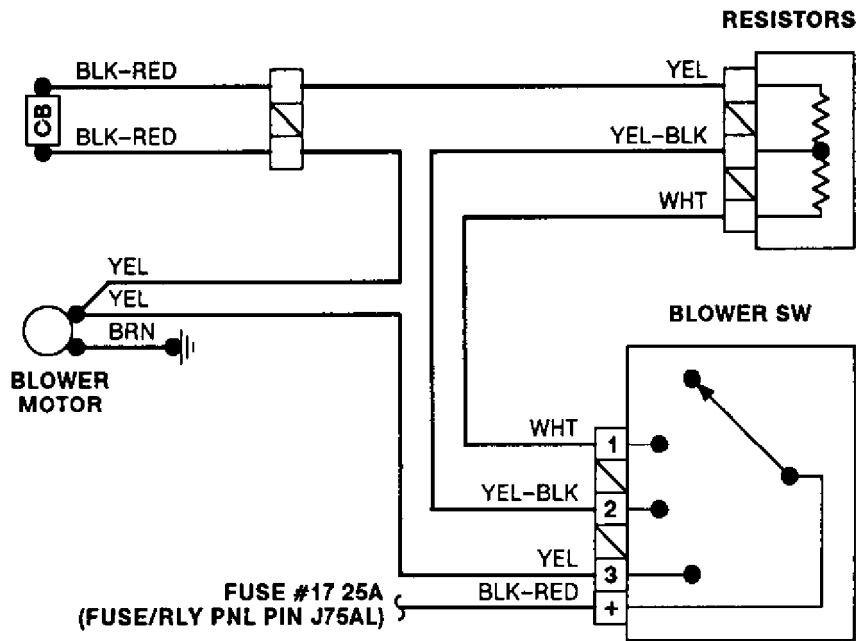 RESISTORS
BLK-RED
YEL
CB
BLK-RED
YEL-BLK
WHT
YEL
YEL
BRN
BLOWER
MOTOR
BLOWER SW
WHT
1
YEL-BLK
2
YEL
3
FUSE #17 25A
(FUSE/RLY PNL PIN J75AL)
BLK-RED
+